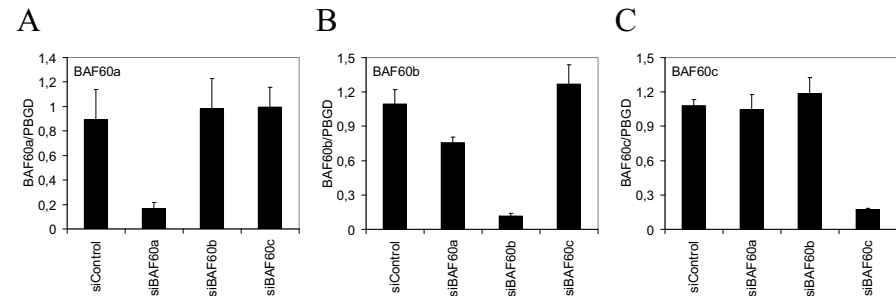 A
BAF60a
BAF60a/PBGD
1,4
1,2
1
0,8
0,6
0,4
0,2
0
siControl
siBAF60a
siBAF60b
siBAF60c
B
BAF60b
BAF60b/PBGD
1,5
1,2
0,9
0,6
0,3
0
siControl
siBAF60a
siBAF60b
siBAF60c
C
BAF60c
BAF60c/PBGD
1,5
1,2
0,9
0,6
0,3
0
siControl
siBAF60a
siBAF60b
siBAF60c